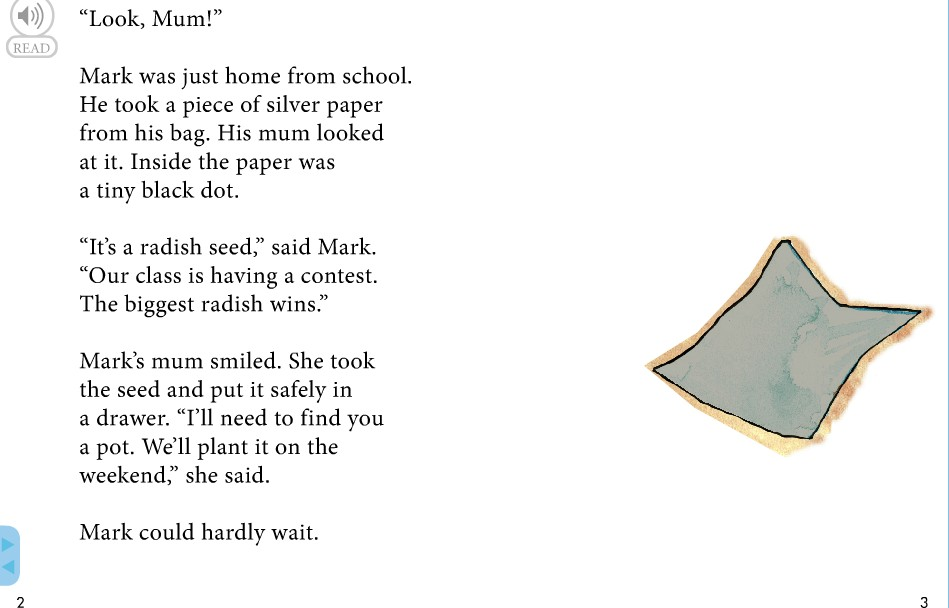 READ
“Look, Mum!”
Mark was just home from school.
He took a piece of silver paper
from his bag. His mum looked
at it. Inside the paper was
a tiny black dot.
“It’s a radish seed,” said Mark.
“Our class is having a contest.
The biggest radish wins.”
Mark’s mum smiled. She took
the seed and put it safely in
a drawer. “I’ll need to find you
a pot. We’ll plant it on the
weekend,” she said.
Mark could hardly wait.
2
3